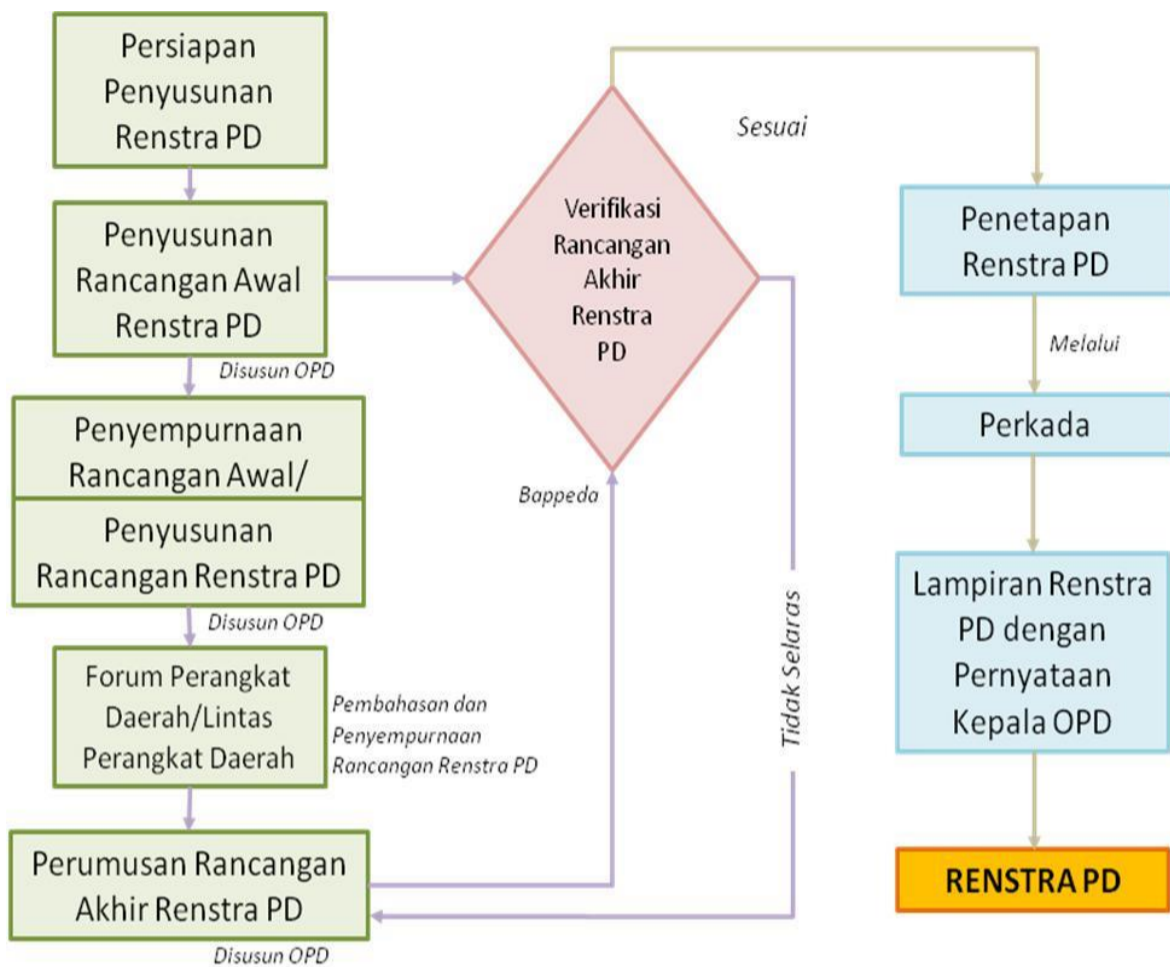 Persiapan
Penyusunan
Renstra PD
Penyusunan
Rancangan Awal
Renstra PD
Disusun OPD
Penyempurnaan
Rancangan Awal/
Penyusunan
Rancangan Renstra PD
Disusun OPD
Forum Perangkat
Daerah/Lintas
Perangkat Daerah
Pembahasan dan
Penyempurnaan
Rancangan Renstra PD
Perumusan Rancangan
Akhir Renstra PD
Disusun OPD
Verifikasi
Rancangan
Akhir
Renstra
PD
Bappeda
Tidak Selaras
Sesuai
Penetapan
Renstra PD
Melalui
Perkada
Lampiran Renstra
PD dengan
Pernyataan
Kepala OPD
RENSTRA PD